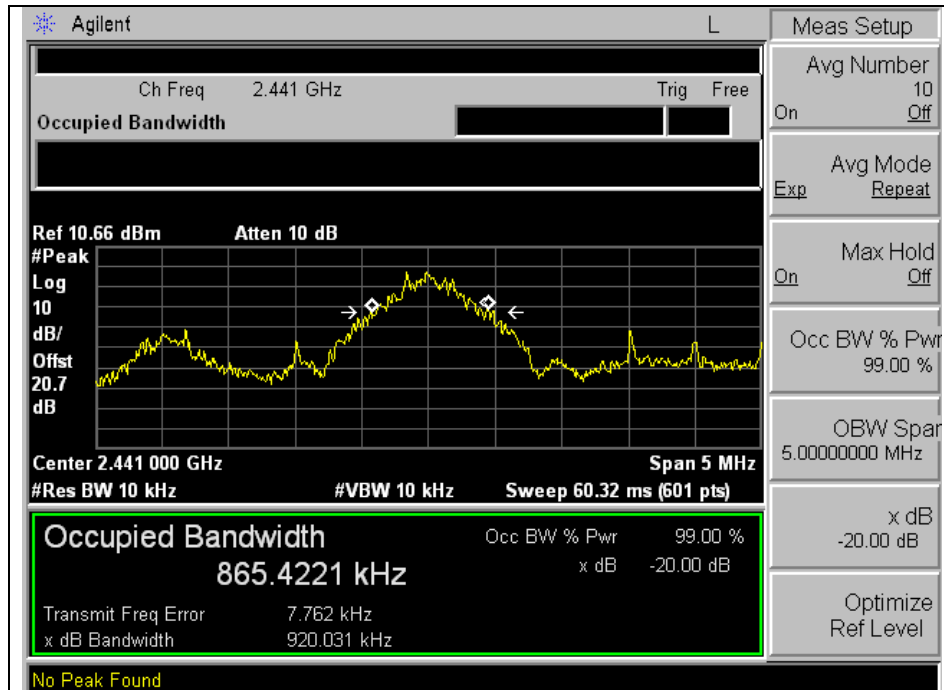 Agilent L Meas Setup
Avg Number
10
On Off
Ch Freq 2.441 GHz Trig Free
Occupied Bandwidth
Avg Mode
Exp Repeat
Ref 10.66 dBm Atten 10 dB
#Peak
Log
10
dB/
Offst
20.7
dB
Max Hold
On Off
Occ BW % Pwr
99.00 %
OBW Span
5.00000000 MHz
Center 2.441 000 GHz Span 5 MHz
#Res BW 10 kHz #VBW 10 kHz Sweep 60.32 ms (601 pts)
x dB
-20.00 dB
Optimize
Ref Level
Occupied Bandwidth Occ BW % Pwr 99.00 %
865.4221 kHz x dB -20.00 dB
Transmit Freq Error 7.762 kHz
x dB Bandwidth 920.031 kHz
No Peak Found